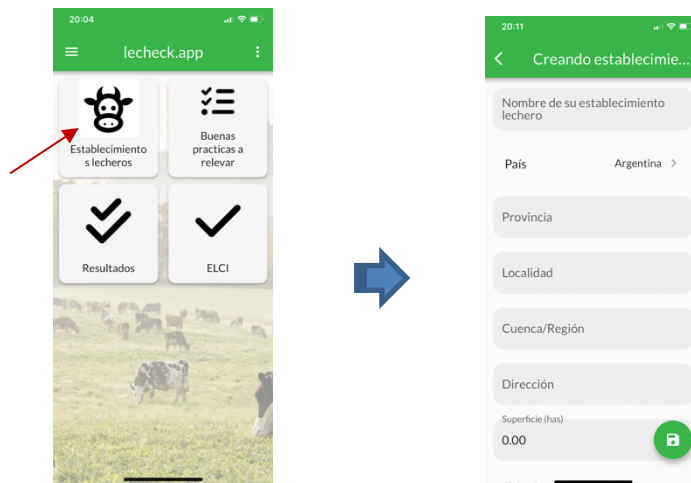 20:04
lecheck.app
Establecimiento
s lecheros
Buenas
practicas a
relevar
Resultados
ELCI
20:11
Creando establecimie...
Nombre de su establecimiento
lechero
País Argentina
Provincia
Localidad
Cuenca/Región
Dirección
Superficie (has)
0.00